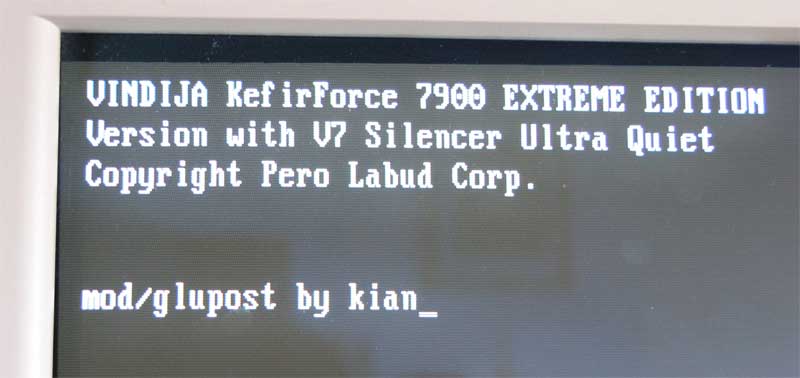 VINDIJA KefirForce 7900 EXTREME EDITION
Version with V7 Silencer Ultra Quiet
Copyright Pero Labud Corp.
mod/glupost by kian_